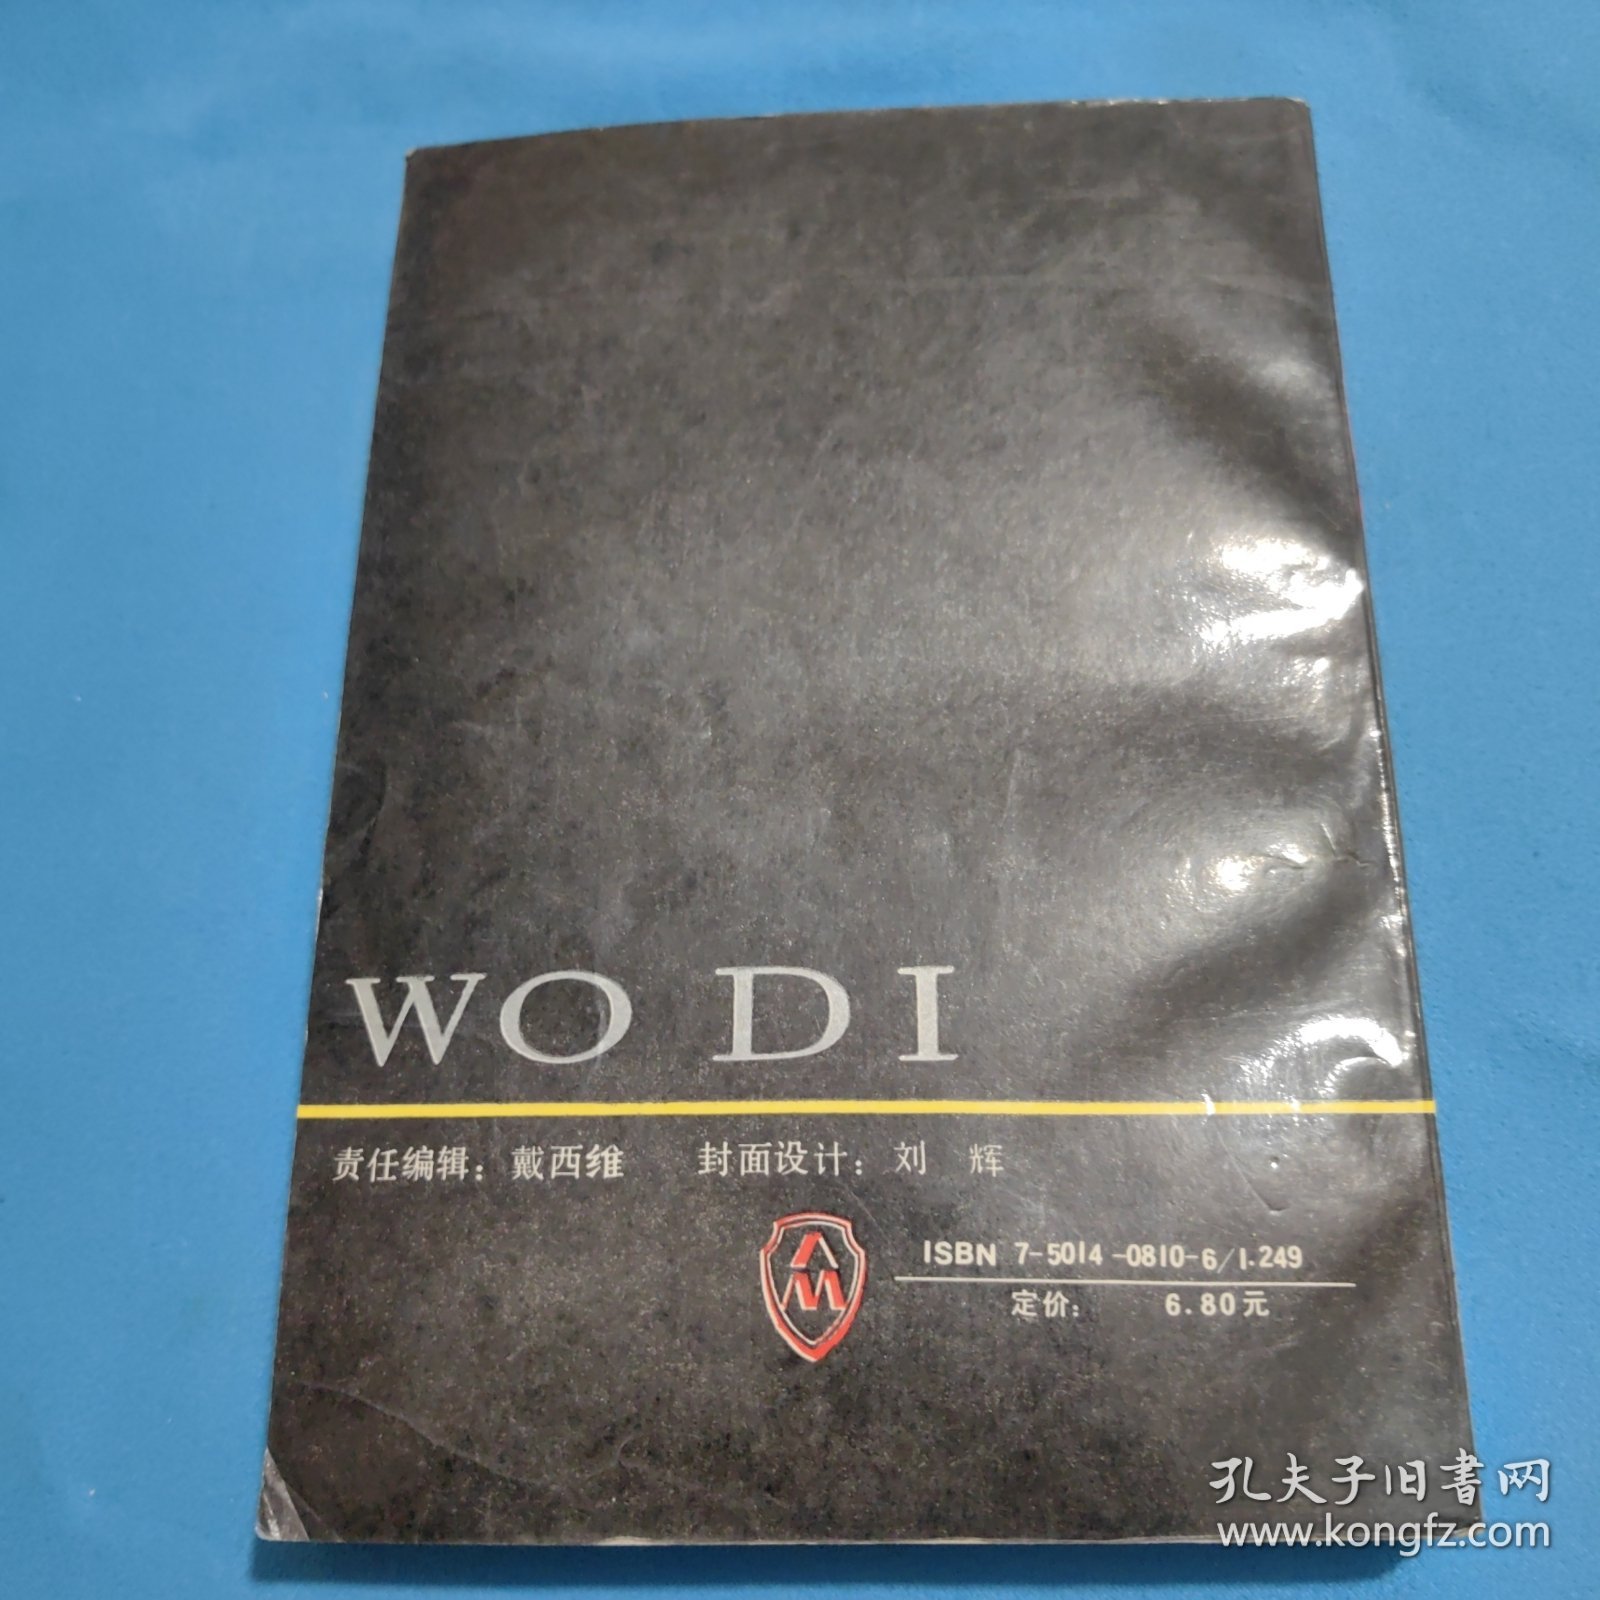 WO DI
责任编辑：戴西维 封面设计：刘 辉
ISBN 7-5014-0810-6/I·249
定价： 6.80元
孔夫子旧書网
www.kongfz.com